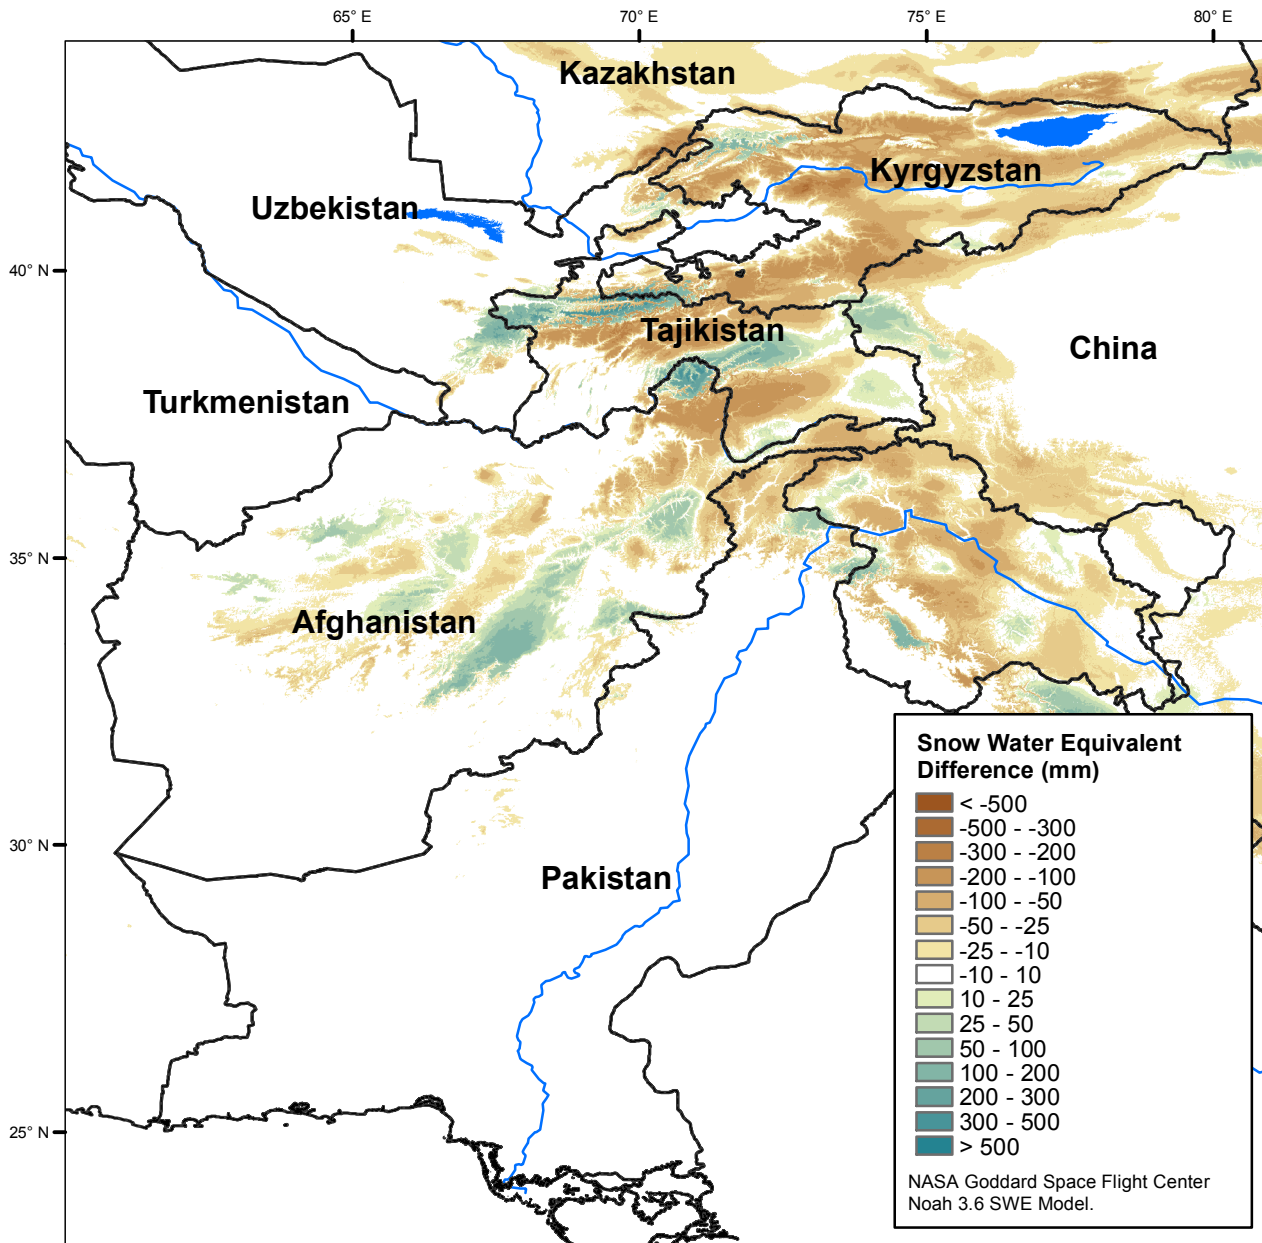 65° E 70° E 75° E 80° E
Kazakhstan
Kyrgyzstan
Uzbekistan
40° N
Tajikistan
China
Turkmenistan
35° N
Afghanistan
Snow Water Equivalent
Difference (mm)
< -500
-500 - -300
-300 - -200
-200 - -100
-100 - -50
-50 - -25
-25 - -10
-10 - 10
10 - 25
25 - 50
50 - 100
100 - 200
200 - 300
300 - 500
> 500
NASA Goddard Space Flight Center
Noah 3.6 SWE Model.
30° N
Pakistan
25° N